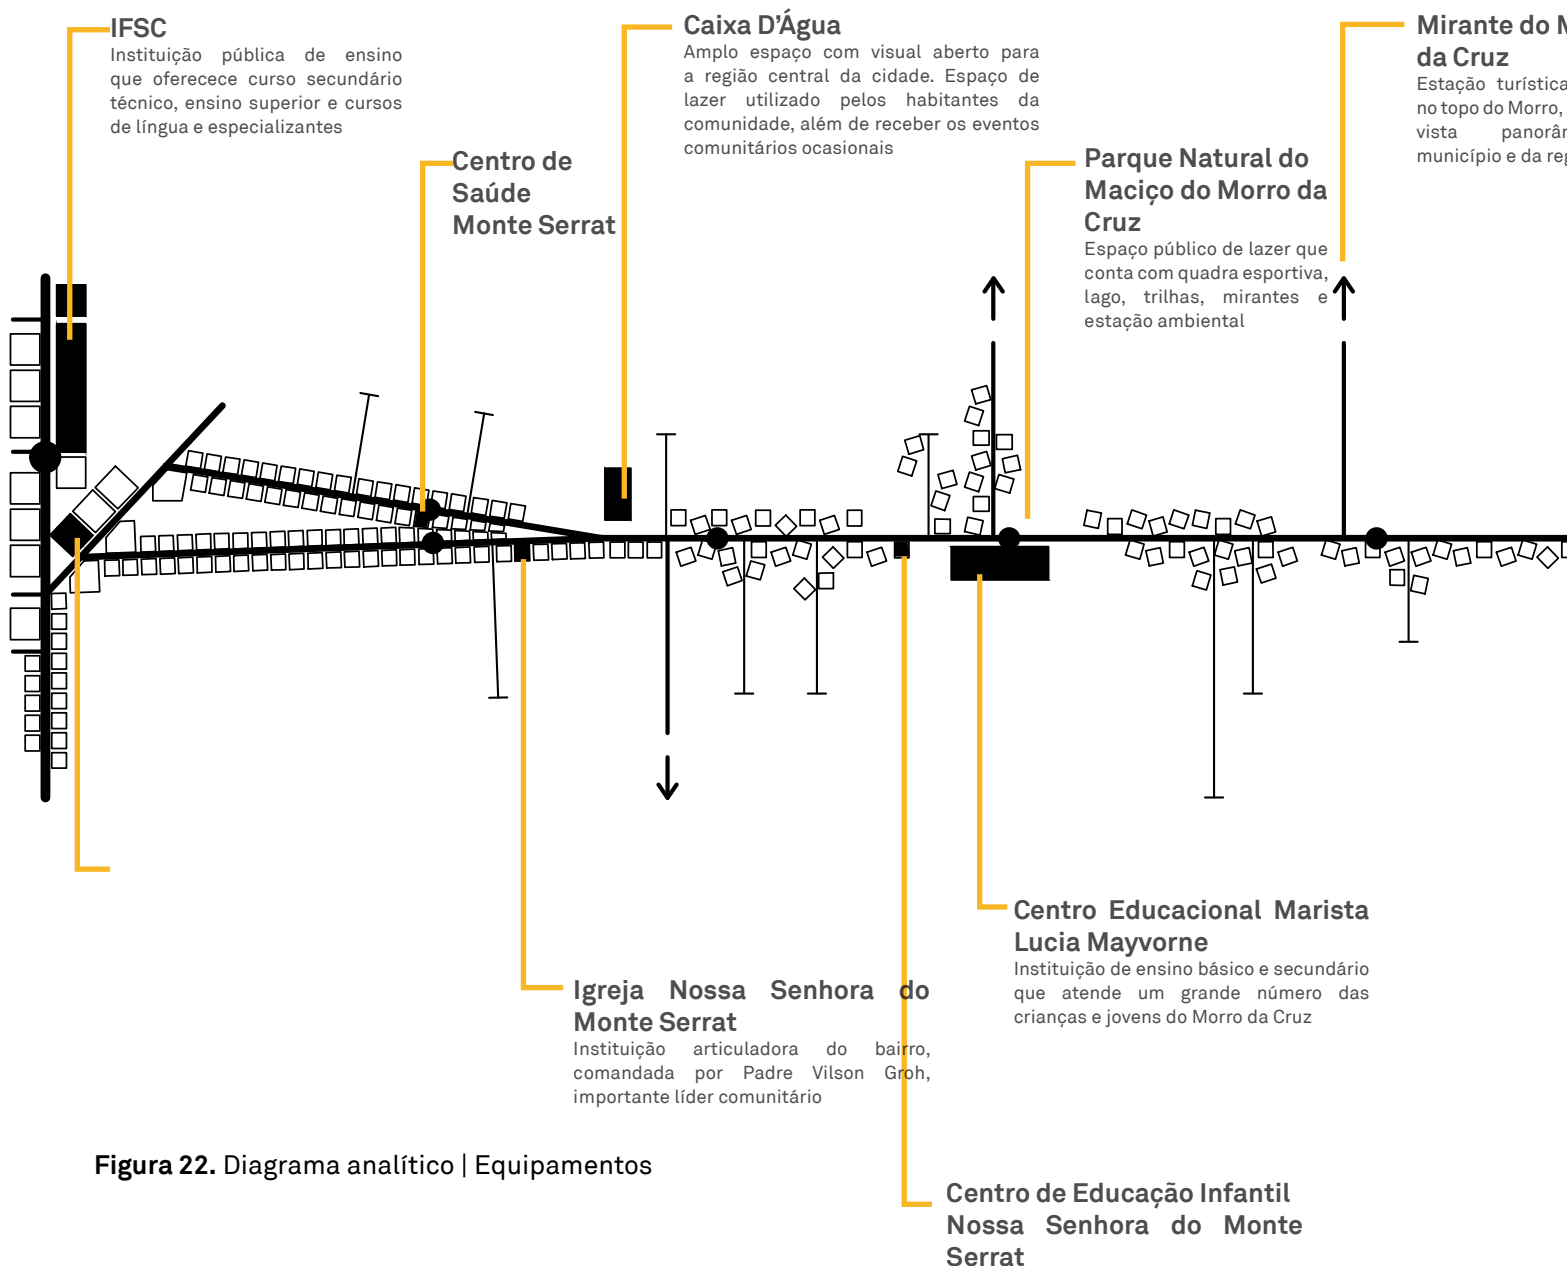 IFSC
Instituição pública de ensino
que oferecece curso secundário
técnico, ensino superior e cursos
de língua e especializantes
Caixa D'Água
Amplo espaço com visual aberto para
a região central da cidade. Espaço de
lazer utilizado pelos habitantes da
comunidade, além de receber os eventos
comunitários ocasionais
Mirante do M
da Cruz
Estação turística
no topo do Morro,
vista panorâ
município e da re
Centro de
Saúde
Monte Serrat
Parque Natural do
Maciço do Morro da
Cruz
Espaço público de lazer que
conta com quadra esportiva,
lago, trilhas, mirantes e
estação ambiental
Centro Educacional Marista
Lucia Mayvorne
Instituição de ensino básico e secundário
que atende um grande número das
crianças e jovens do Morro da Cruz
Igreja Nossa Senhora do
Monte Serrat
Instituição articuladora do bairro,
comandada por Padre Vilson Groh,
importante líder comunitário
Figura 22. Diagrama analítico | Equipamentos
Centro de Educação Infantil
Nossa Senhora do Monte
Serrat